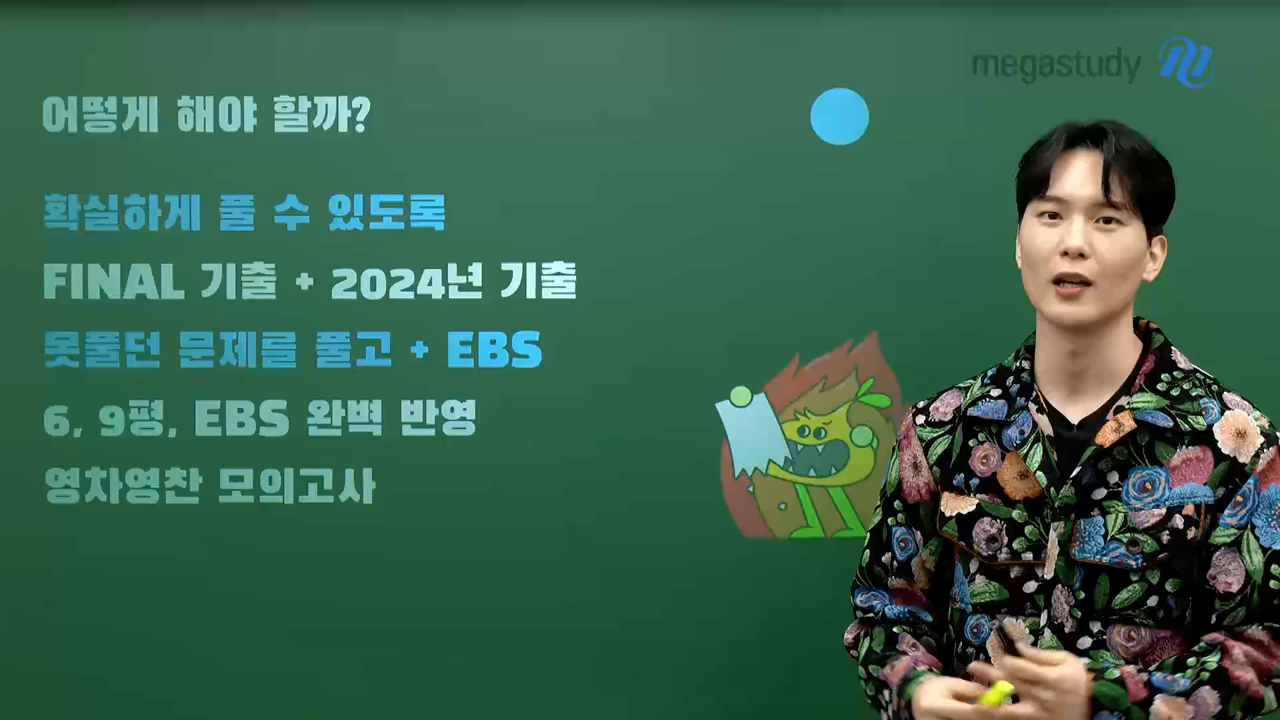 megastudy
어떻게 해야 할까?
확실하게 풀 수 있도록
FINAL 기출 + 2024년 기출
못풀던 문제를 풀고 + EBS
6, 9평, EBS 완벽 반영
영차영찬 모의고사